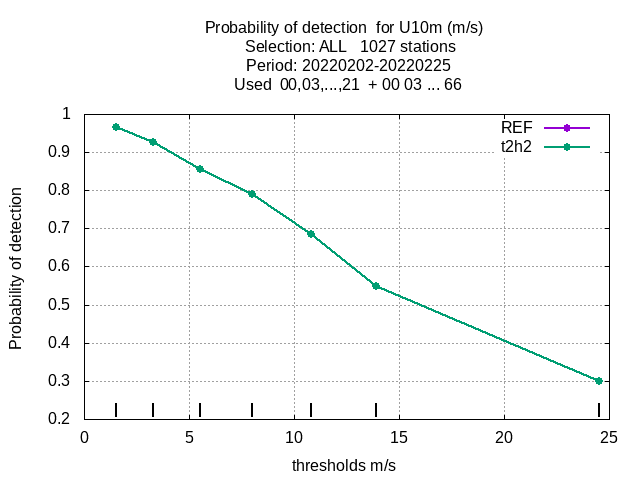 Probability of detection  for U10m (m/s)
Selection: ALL   1027 stations
Period: 20220202-20220225
Used  00,03,...,21  + 00 03 ... 66
REF
t2h2
1
0.9
0.8
0.7
0.6
0.5
0.4
0.3
0.2
Probability of detection
0 5 10 15 20 25
thresholds m/s